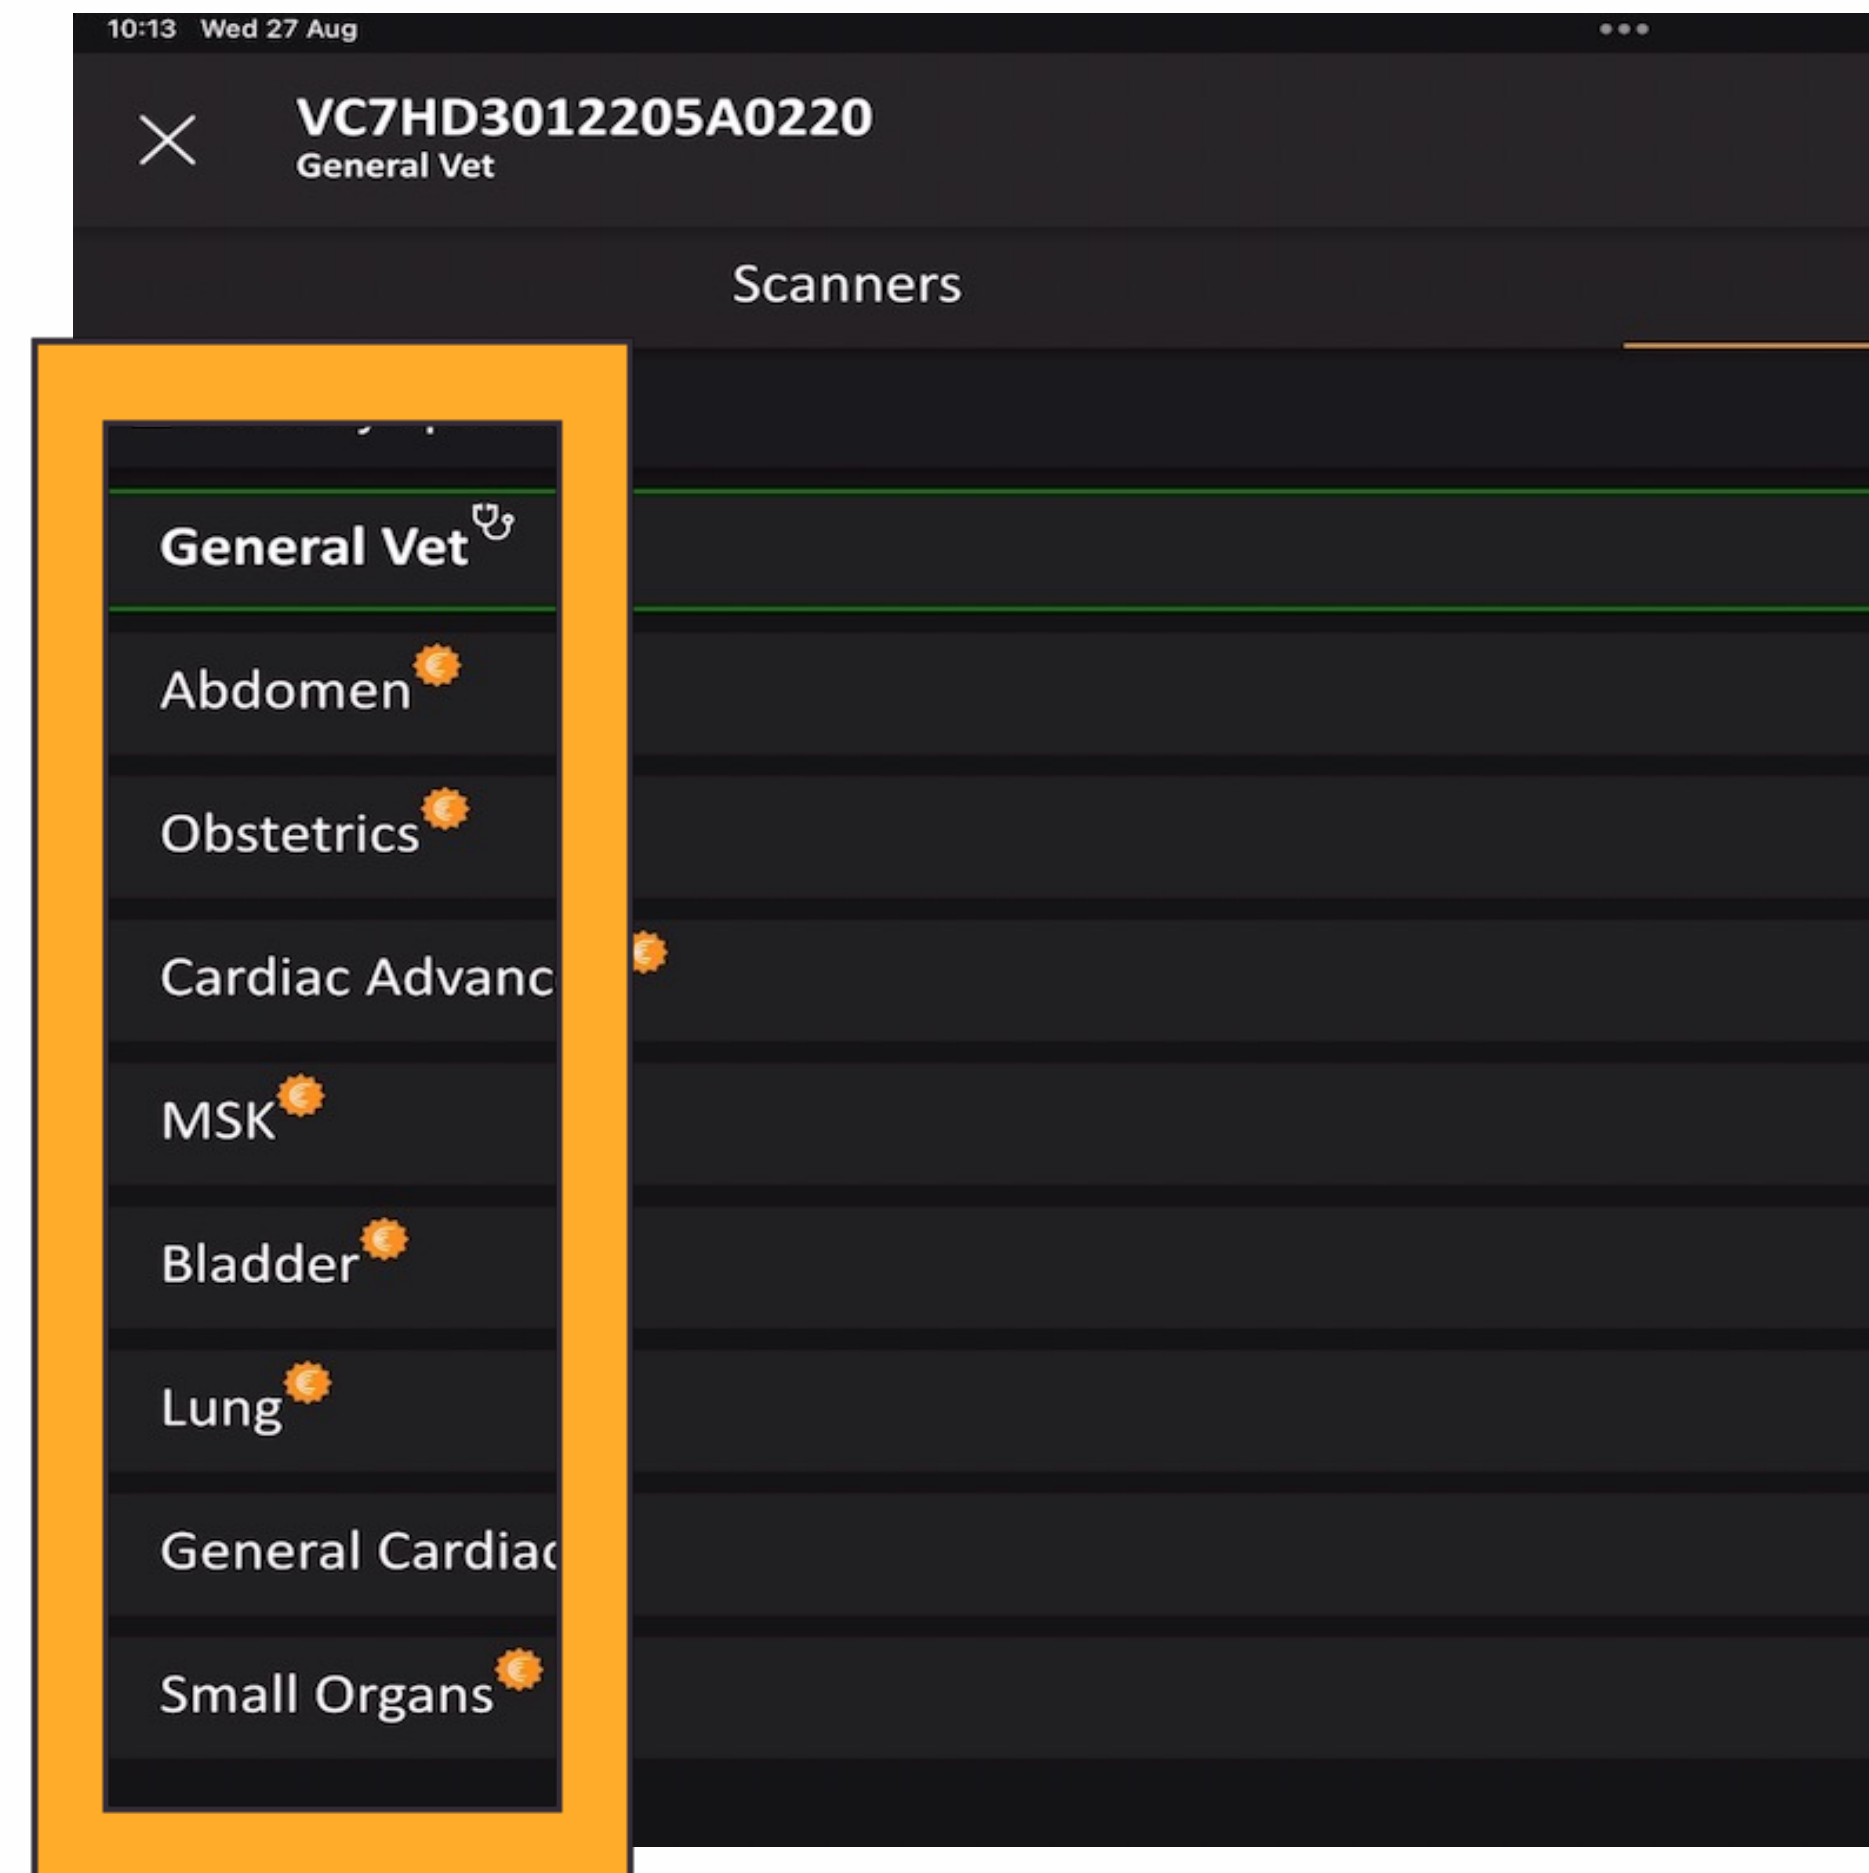 10:13 Wed 27 Aug
VC7HD3012205A0220
General Vet
Scanners
General Vet
Abdomen
Obstetrics
Cardiac Advanc
MSK
Bladder
Lung
General Cardiac
Small Organs